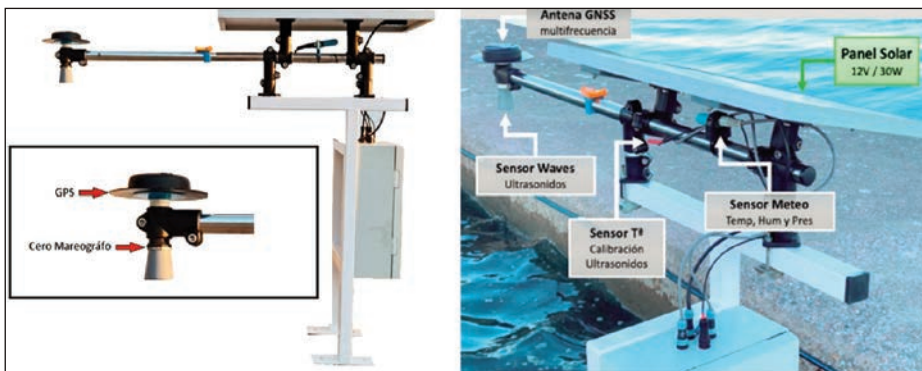 GPS
Cero Mareográfo
Antena GNSS
multifrecuencia
Panel Solar
12V / 30W
Sensor Waves
Ultrasonidos
Sensor Tª
Calibración
Ultrasonidos
Sensor Meteo
Temp, Hum y Pres